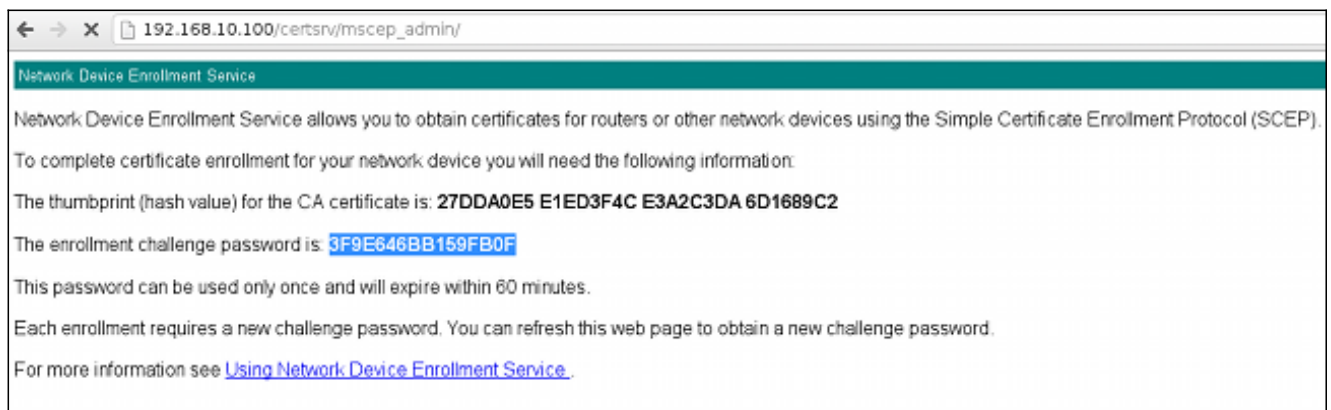 192.168.10.100/certsrv/mscep_admin/
Network Device Enrollment Service
Network Device Enrollment Service allows you to obtain certificates for routers or other network devices using the Simple Certificate Enrollment Protocol (SCEP).
To complete certificate enrollment for your network device you will need the following information:
The thumbprint (hash value) for the CA certificate is: 27DDA0E5 E1ED3F4C E3A2C3DA 6D1689C2
The enrollment challenge password is: 3F9E646BB159FB0F
This password can be used only once and will expire within 60 minutes.
Each enrollment requires a new challenge password. You can refresh this web page to obtain a new challenge password.
For more information see Using Network Device Enrollment Service .